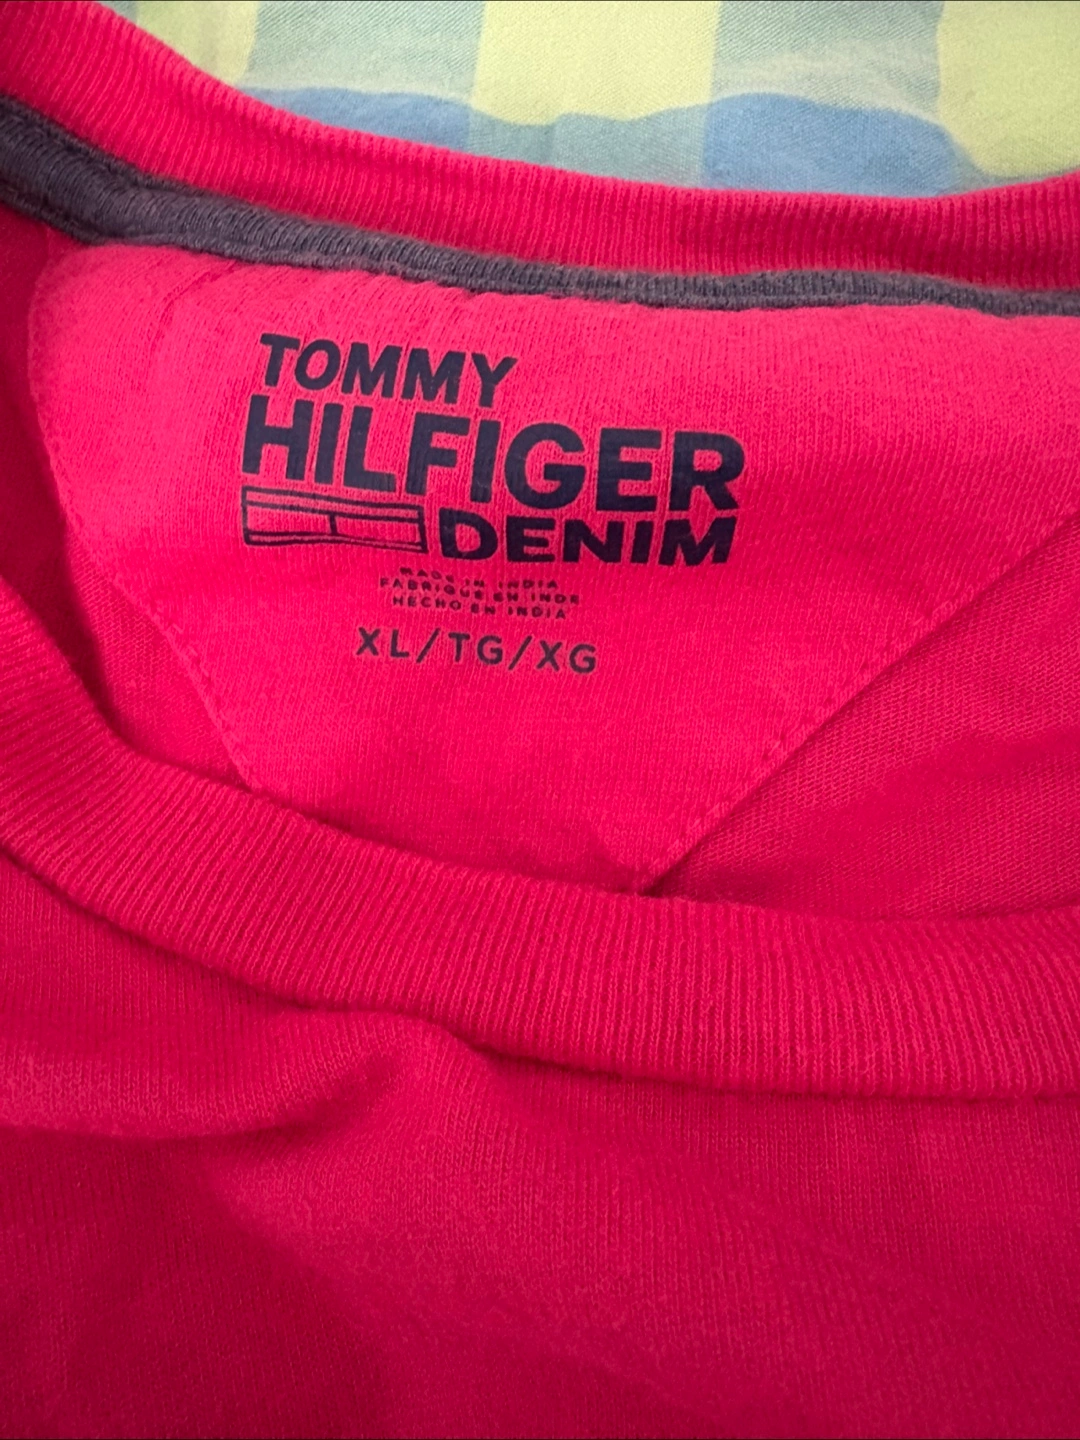 TOMMY
HILFIGER
DENIM
MADE IN INDIA
FABRIQUE EN INDE
HECHO EN INDIA
XL/TG/XG